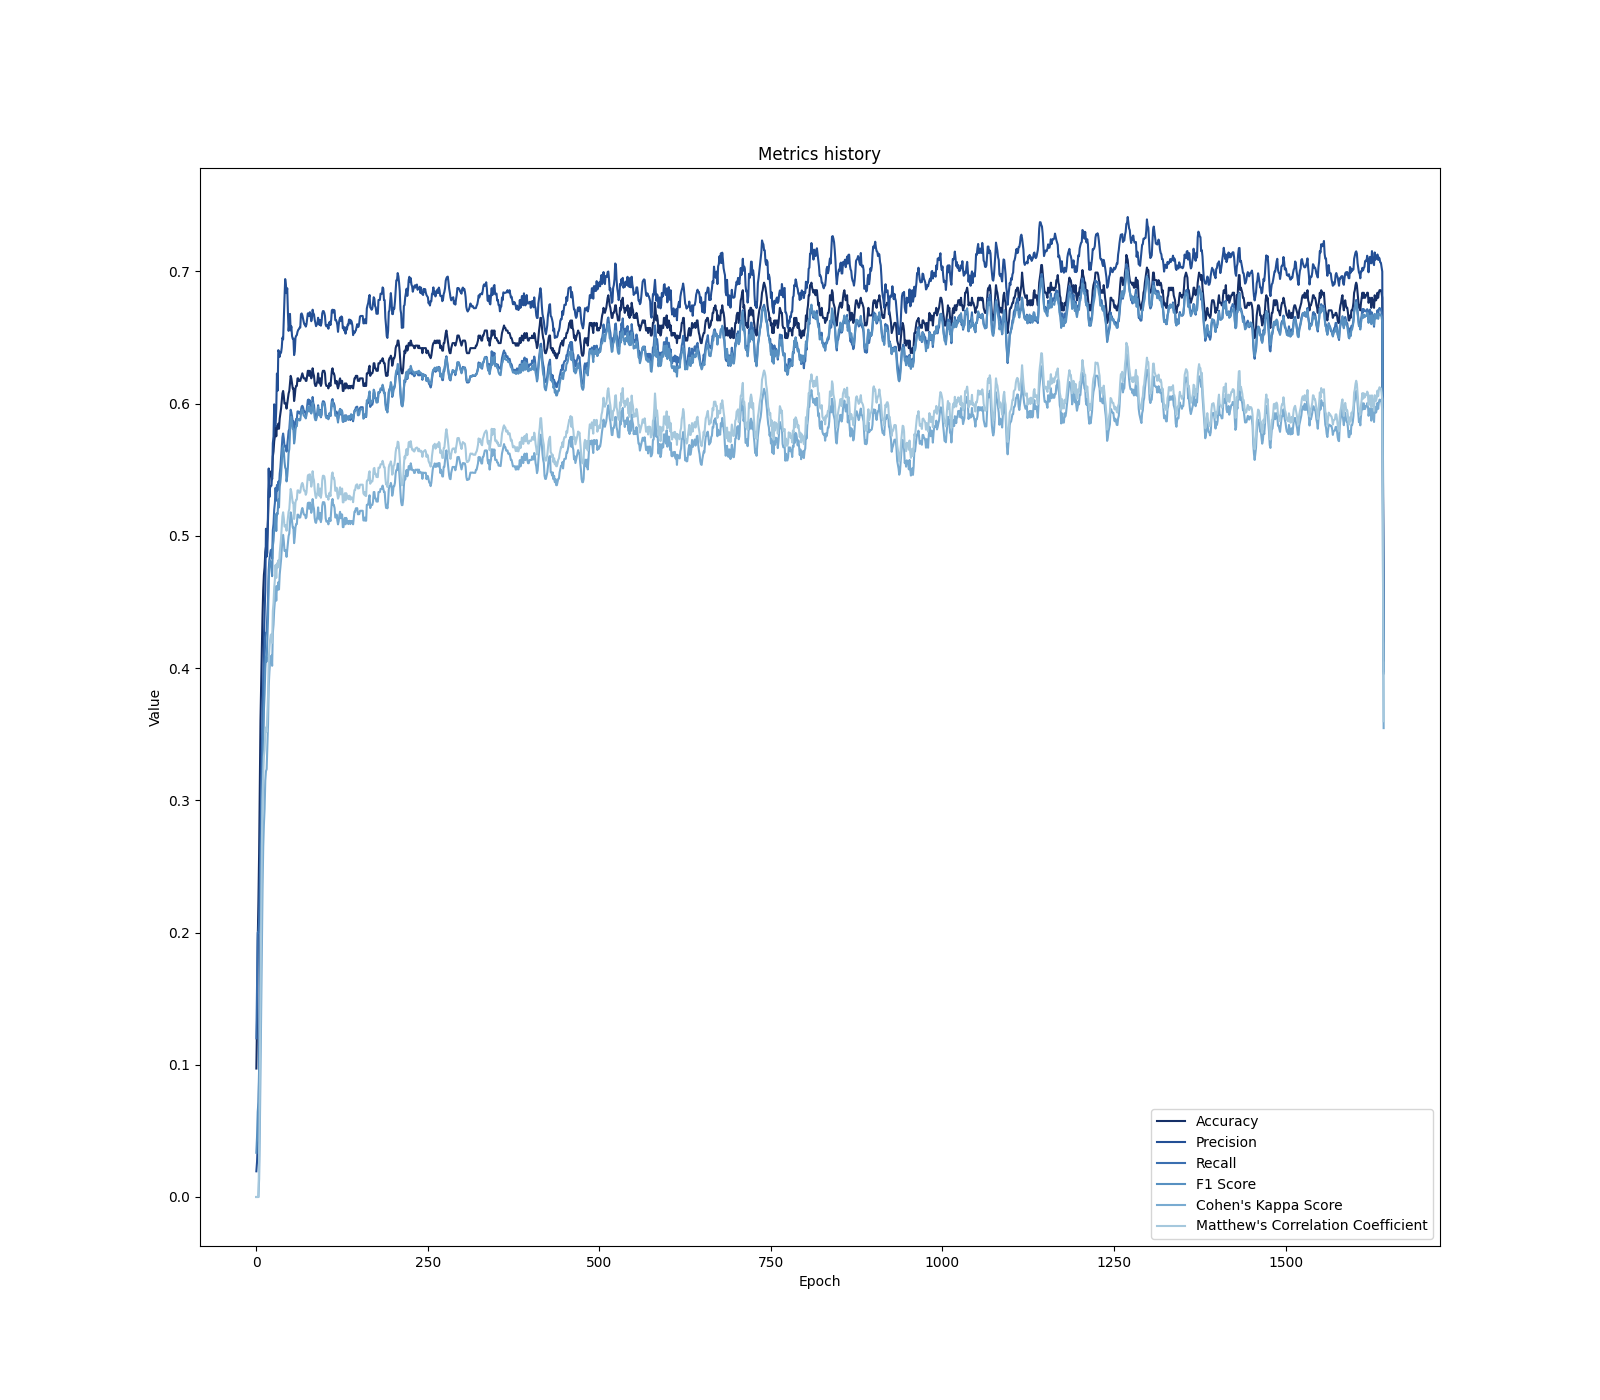 Metrics history
0.7
0.6
0.5
0.4
0.3
0.2
0.1
0.0
Value
0 250 500 750 1000 1250 1500
Epoch
Accuracy
Precision
Recall
F1 Score
Cohen's Kappa Score
Matthew's Correlation Coefficient